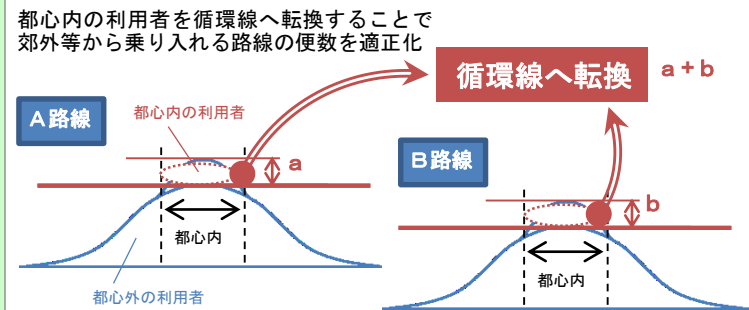 都心内の利用者を循環線へ転換することで
郊外等から乗り入れる路線の便数を適正化
循環線へ転換
a+b
A路線
都心内の利用者
a
都心内
都心外の利用者
B路線
b
都心内